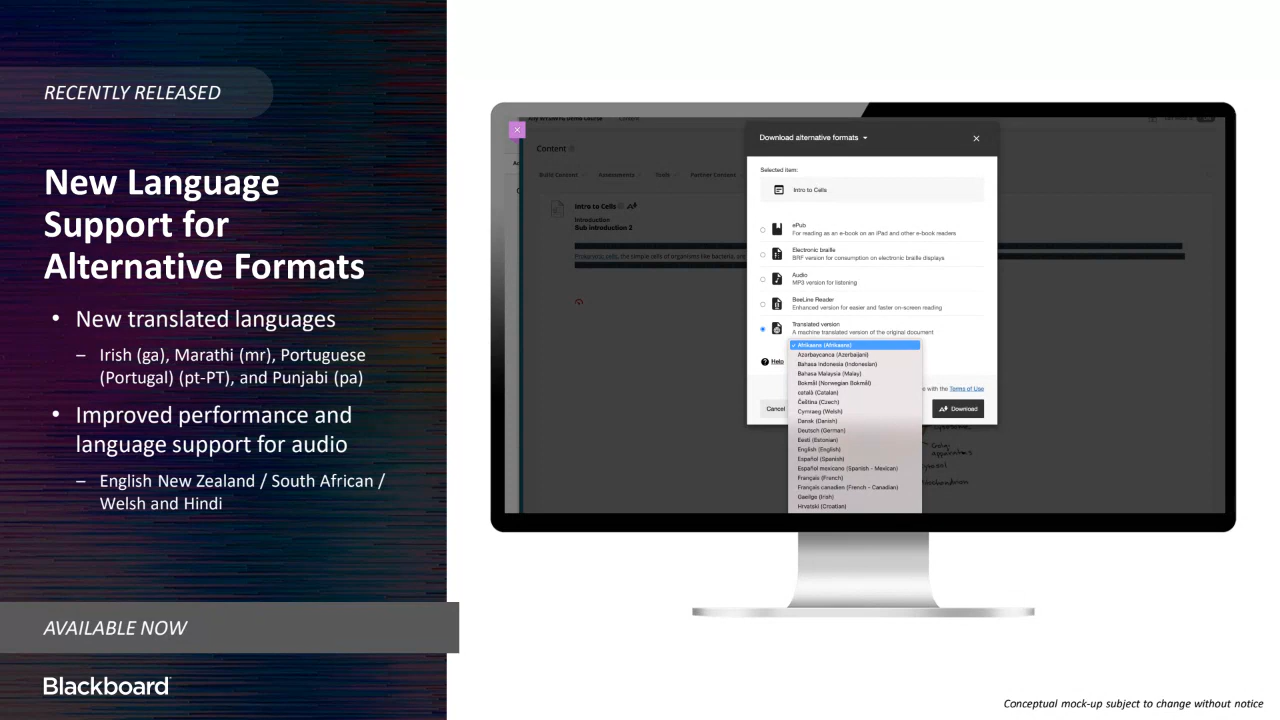 RECENTLY RELEASED
New Language
Support for
Alternative Formats
• New translated languages
– Irish (ga), Marathi (mr), Portuguese
(Portugal) (pt-PT), and Punjabi (pa)
• Improved performance and
language support for audio
– English New Zealand / South African /
Welsh and Hindi
AVAILABLE NOW
Blackboard
Content
Build Content
Assessments
Tools
Partner Content
Intro to Cells
Introduction
Sub introduction 2
Download alternative formats
Selected item:
Intro to Cells
ePub
For reading as an e-book on an iPad and other e-book readers
Electronic braille
BRF version for consumption on electronic braille displays
Audio
MP3 version for listening
BeeLine Reader
Enhanced version for easier and faster on-screen reading
Translated version
A machine translated version of the original document
✓ Afrikaans (Afrikaans)
Azərbaycanca (Azerbaijani)
Bahasa Indonesia (Indonesian)
Bahasa Malaysia (Malay)
Bokmål (Norwegian Bokmål)
català (Catalan)
Čeština (Czech)
Cymraeg (Welsh)
Dansk (Danish)
Deutsch (German)
Eesti (Estonian)
English (English)
Español (Spanish)
Español mexicano (Spanish - Mexican)
Français (French)
Français canadien (French - Canadian)
Gaeilge (Irish)
Hrvatski (Croatian)
Help
with the Terms of Use
Cancel
Download
Conceptual mock-up subject to change without notice